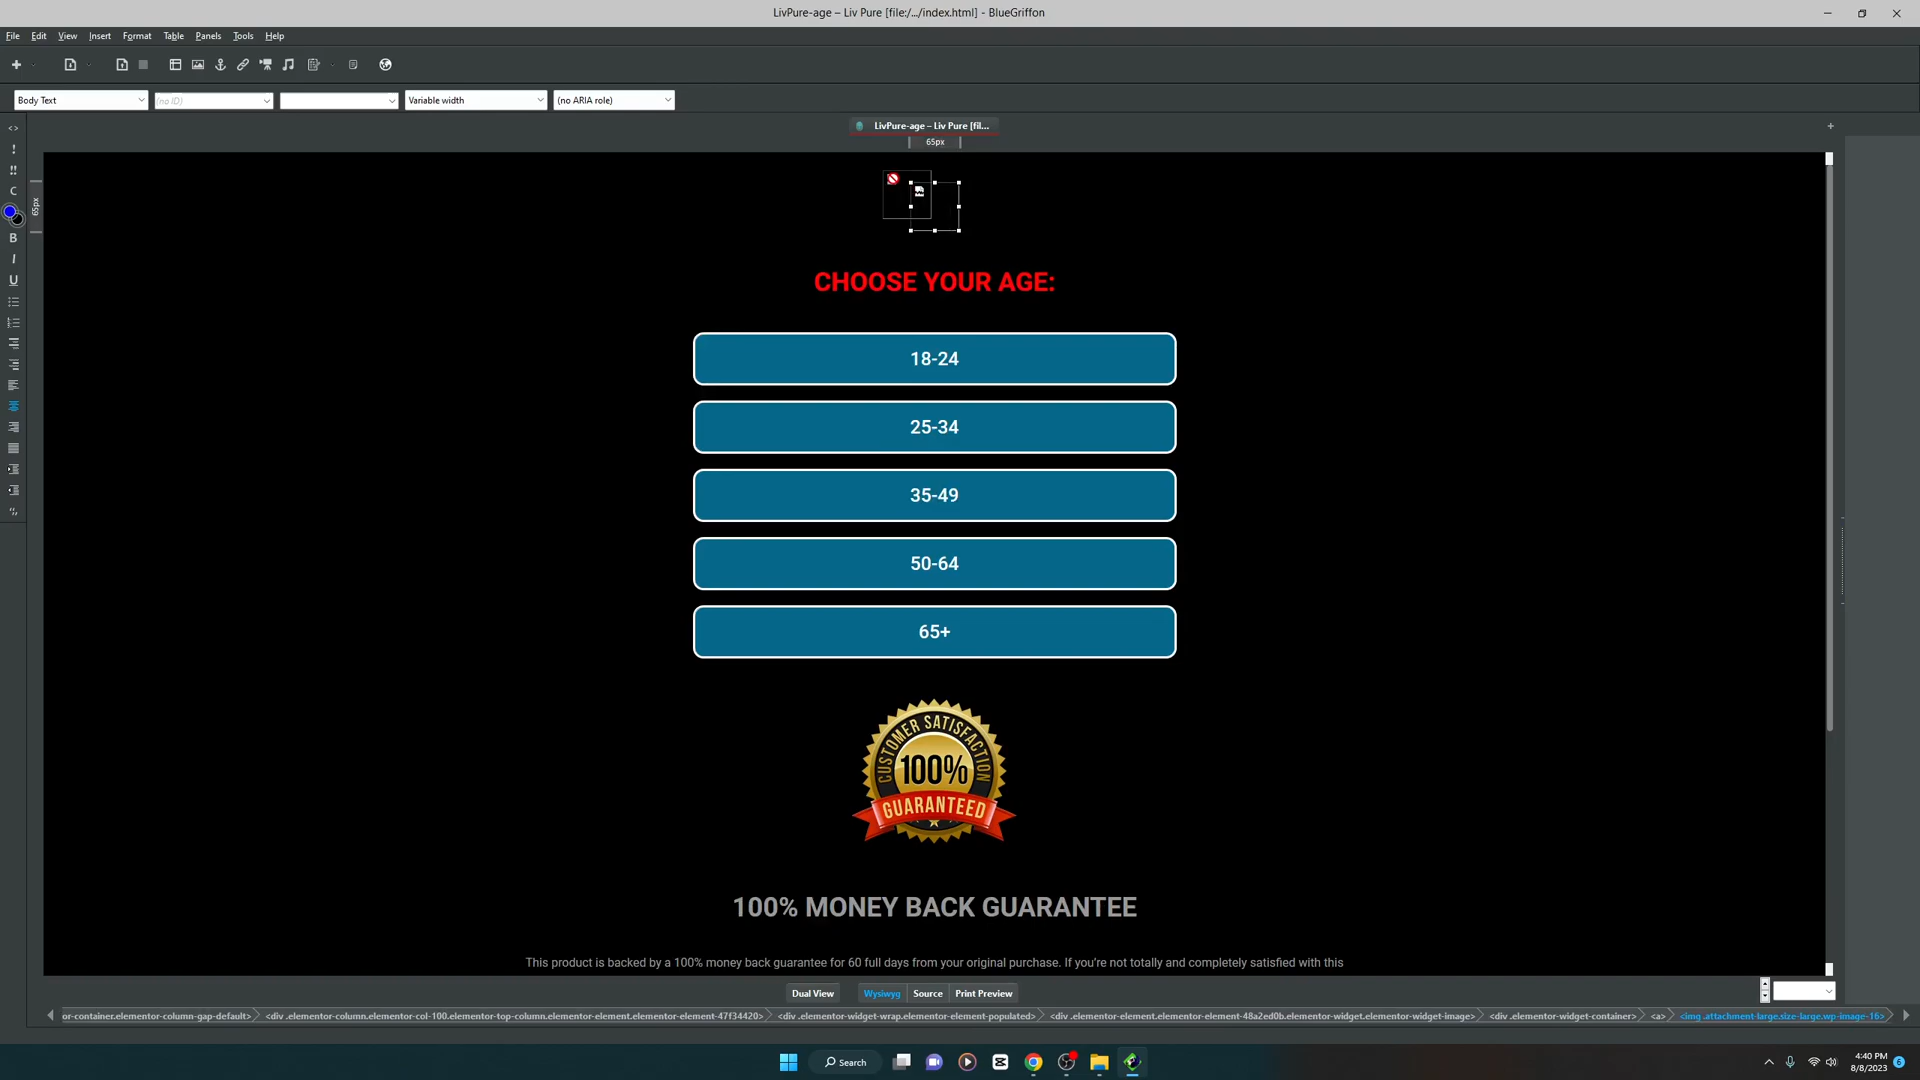 LivPure-age – Liv Pure [file:/.../index.html] - BlueGriffon
File Edit View Insert Format Table Panels Tools Help
Body Text (no ID) Variable width (no ARIA role)
LivPure-age – Liv Pure [fil...
65px
65px
C
B
I
U
CHOOSE YOUR AGE:
18-24
25-34
35-49
50-64
65+
CUSTOMER SATISFACTION
100%
GUARANTEED
100% MONEY BACK GUARANTEE
This product is backed by a 100% money back guarantee for 60 full days from your original purchase. If you're not totally and completely satisfied with this
Dual View Wysiwyg Source Print Preview
or-container.elementor-column-gap-default> <div .elementor-column.elementor-col-100.elementor-top-column.elementor-element.elementor-element-47f34420> <div .elementor-widget-wrap.elementor-element-populated> <div .elementor-element.elementor-element-48a2ed0b.elementor-widget.elementor-widget-image> <div .elementor-widget-container> <a> <img .attachment-large.size-large.wp-image-16>
Search
4:40 PM
8/8/2023
6